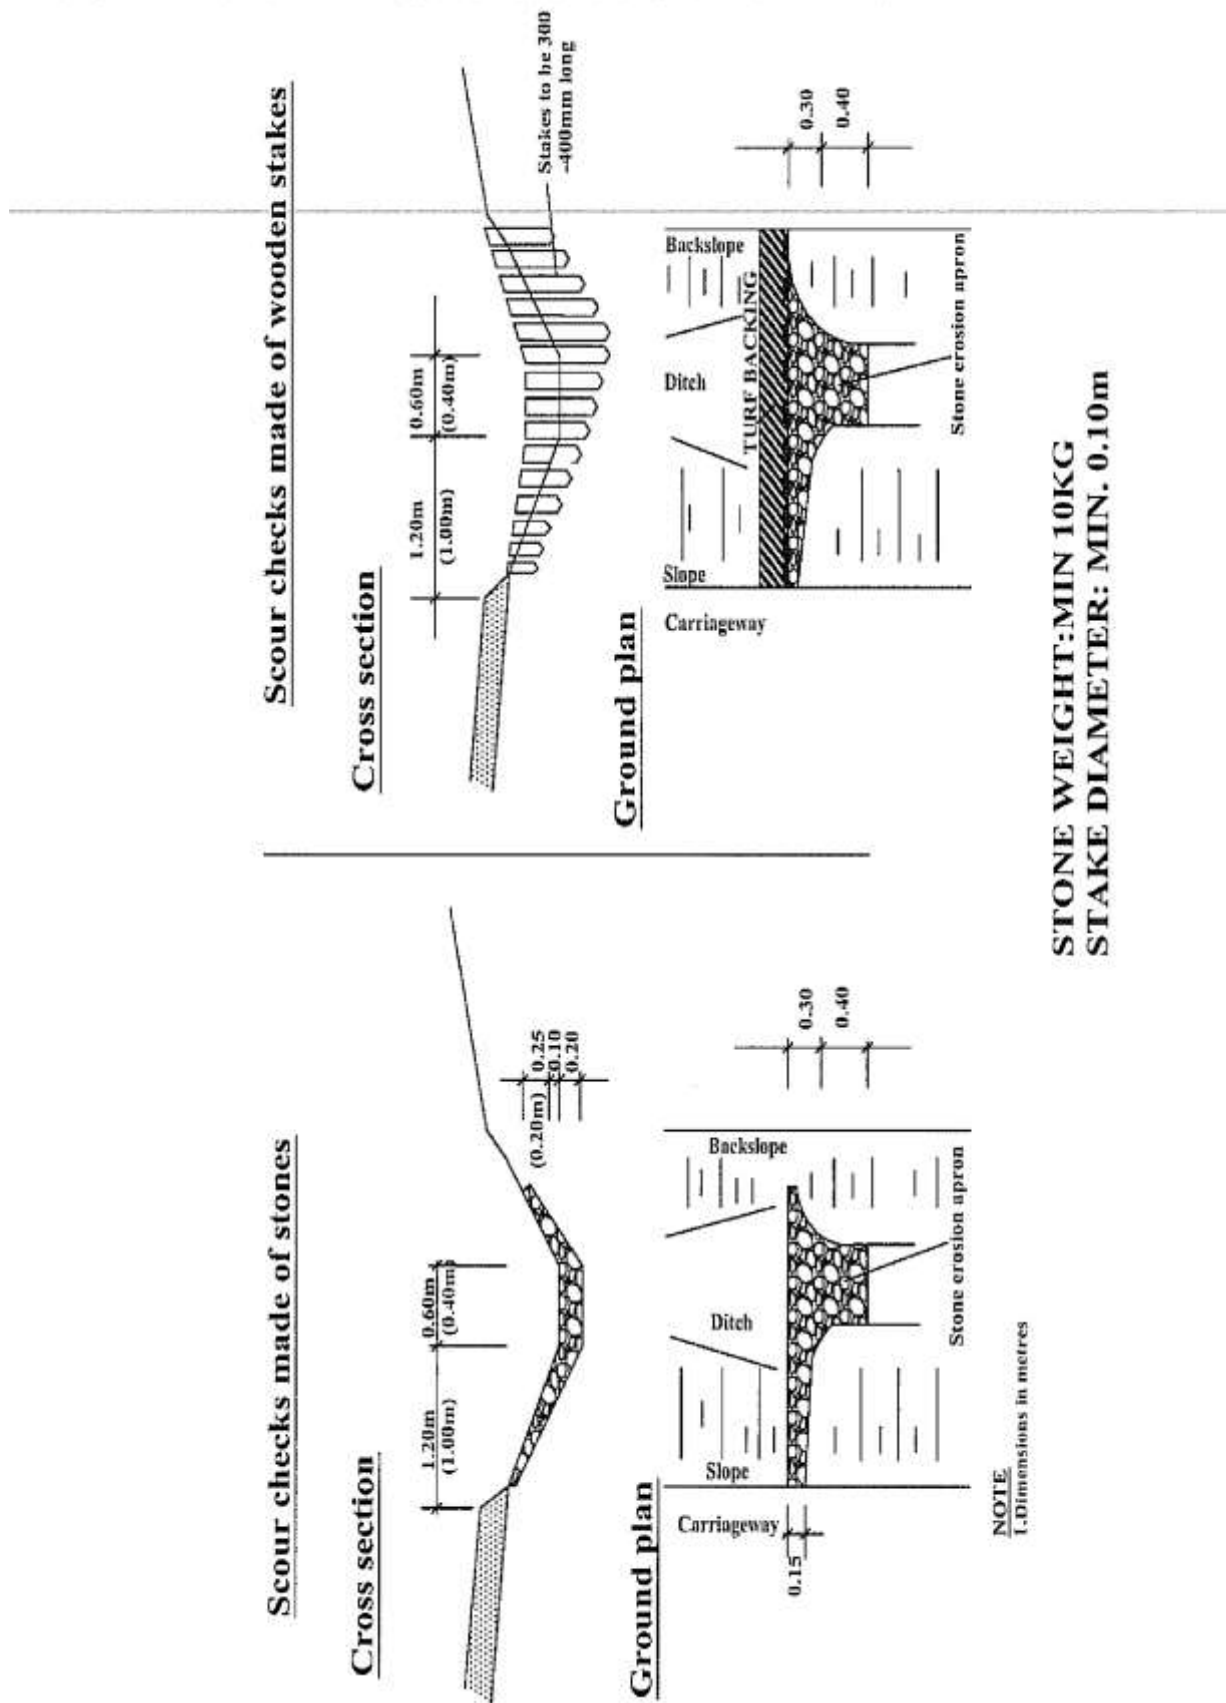 Scour checks made of stones
Cross section
1.20m
(1.00m)
0.60m
(0.40m)
(0.20m)
0.25
0.10
0.20
Ground plan
Carriageway
Slope
Ditch
Backslope
0.15
0.30
0.40
Stone erosion apron
NOTE
1.Dimensions in metres
Scour checks made of wooden stakes
Cross section
1.20m
(1.00m)
0.60m
(0.40m)
Stakes to be 300
-400mm long
Ground plan
Carriageway
Slope
Ditch
Backslope
TURF BACKING
0.30
0.40
Stone erosion apron
STONE WEIGHT:MIN 10KG
STAKE DIAMETER: MIN. 0.10m